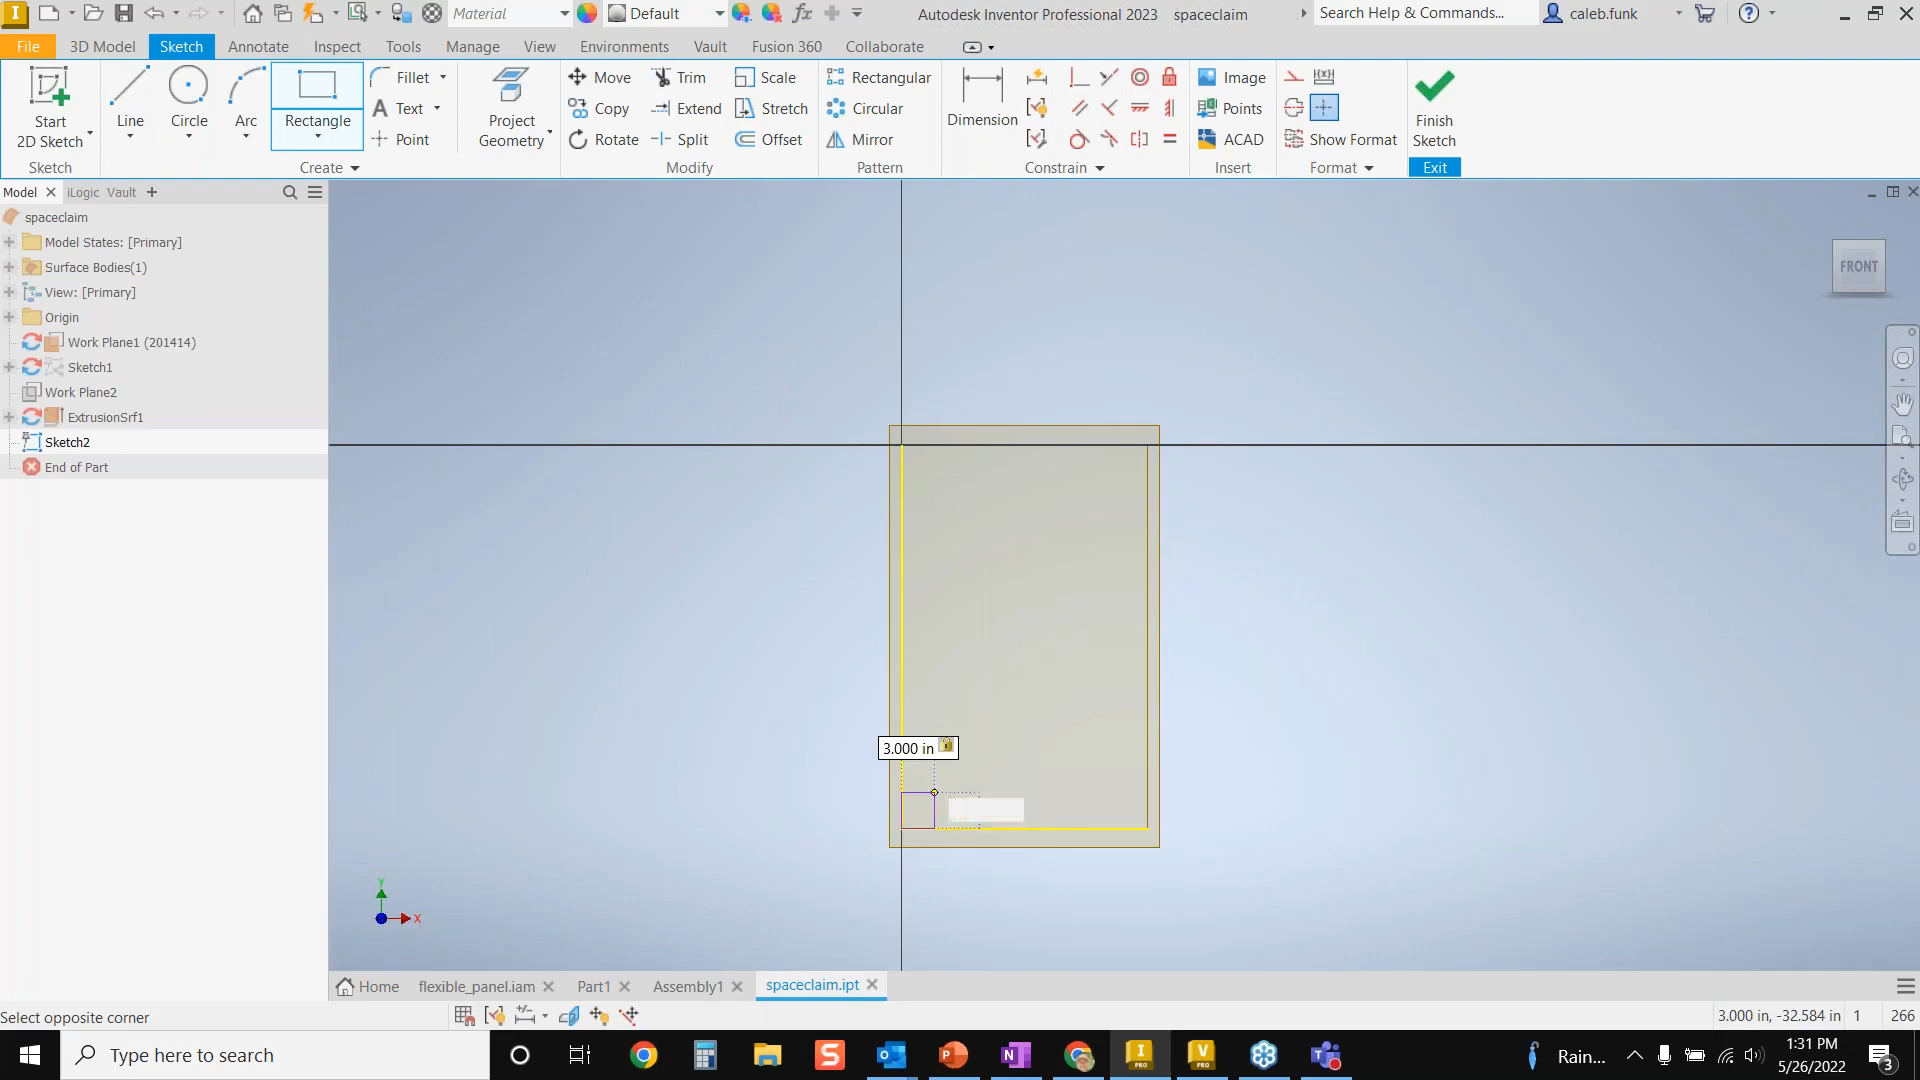 Material
Default
Autodesk Inventor Professional 2023 spaceclaim
Search Help & Commands...
caleb.funk
File 3D Model Sketch Annotate Inspect Tools Manage View Environments Vault Fusion 360 Collaborate
Start
2D Sketch
Line
Circle
Arc
Rectangle
Fillet
Text
Point
Project
Geometry
Move
Copy
Rotate
Trim
Extend
Split
Scale
Stretch
Offset
Rectangular
Circular
Mirror
Dimension
Image
Points
ACAD
Show Format
Finish
Sketch
Sketch
Create
Modify
Pattern
Constrain
Insert
Format
Exit
Model iLogic Vault
spaceclaim
Model States: [Primary]
Surface Bodies(1)
View: [Primary]
Origin
Work Plane1 (201414)
Sketch1
Work Plane2
ExtrusionSrf1
Sketch2
End of Part
FRONT
3.000 in
Y
X
Home flexible_panel.iam Part1 Assembly1 spaceclaim.ipt
Select opposite corner
3.000 in, -32.584 in 1 266
Type here to search
Rain...
1:31 PM
5/26/2022
3